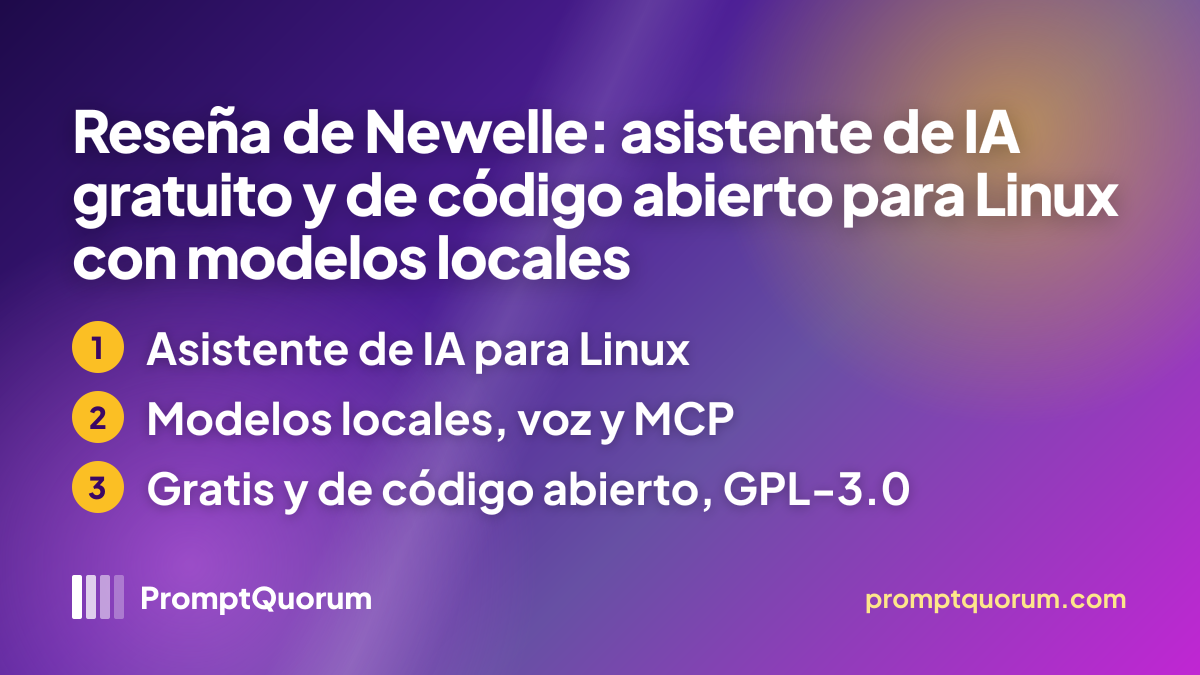 Reseña de Newelle: asistente de IA
gratuito y de código abierto para Linux
con modelos locales
1 Asistente de IA para Linux
2 Modelos locales, voz y MCP
3 Gratis y de código abierto, GPL-3.0
PromptQuorum
promptquorum.com